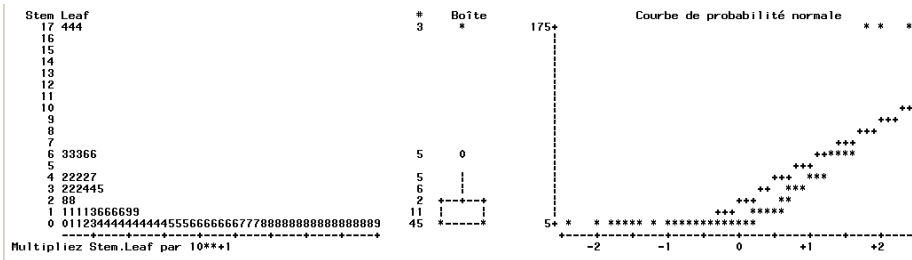 Stem Leaf # Boîte Courbe de probabilité normale
17 444 3 * 175+ * * *
16
15
14
13
12
11
10 ++
9 +++
8 +++
7 +++
6 33366 5 0 ++****
5 +++
4 22227 5 | +++ ***
3 222445 6 | ++ ***
2 88 2 +--+--+ +++ **
1 11113666699 11 | | +++ *****
0 011234444444444555666666677788888888888888889 45 *-----* 5+ * * ***** * *************
----+----+----+----+----+----+----+----+----+
Multipliez Stem.Leaf par 10**+1 -2 -1 0 +1 +2